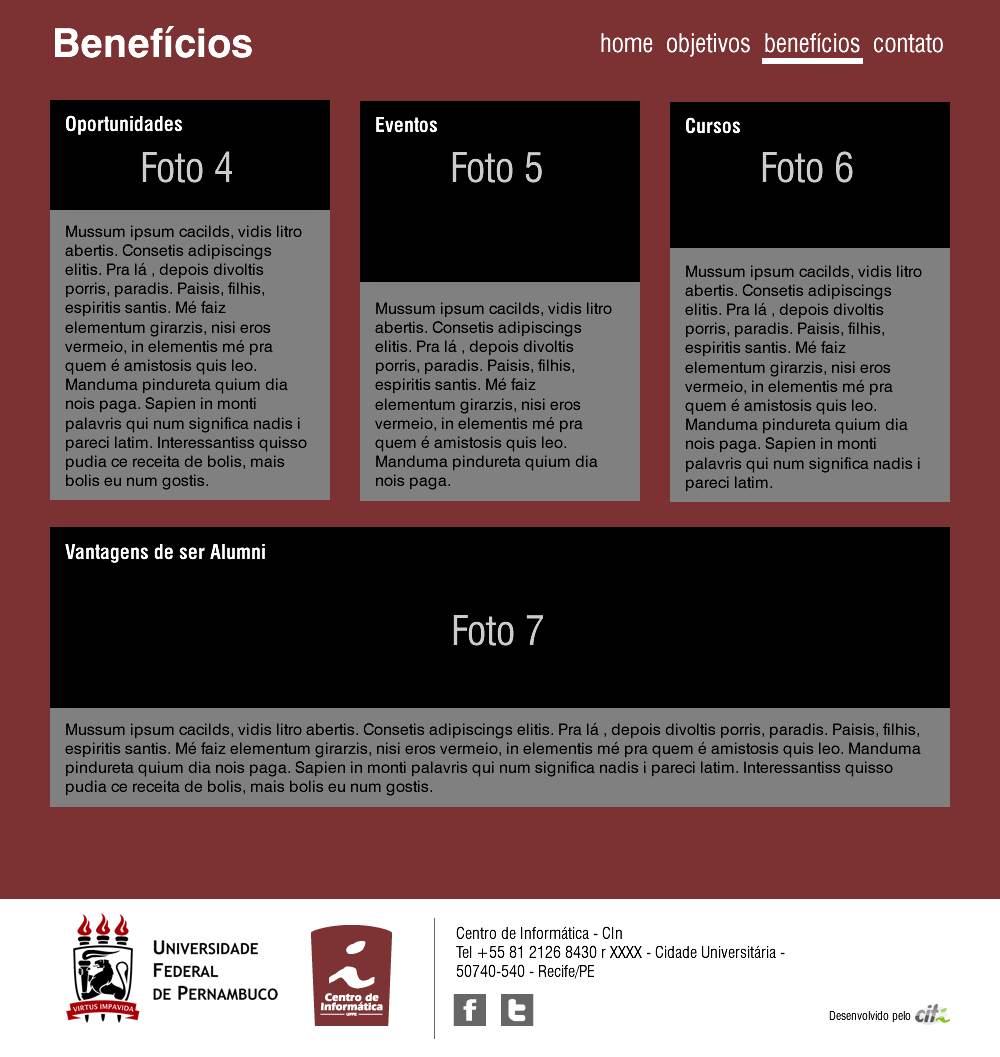 Benefícios
home objetivos benefícios contato
Oportunidades
Foto 4
Mussum ipsum cacilds, vidis litro
abertis. Consetis adipiscings
elitis. Pra lá , depois divoltis
porris, paradis. Paisis, filhis,
espiritis santis. Mé faiz
elementum girarzis, nisi eros
vermeio, in elementis mé pra
quem é amistosis quis leo.
Manduma pindureta quium dia
nois paga. Sapien in monti
palavris qui num significa nadis i
pareci latim. Interessantiss quisso
pudia ce receita de bolis, mais
bolis eu num gostis.
Eventos
Foto 5
Mussum ipsum cacilds, vidis litro
abertis. Consetis adipiscings
elitis. Pra lá , depois divoltis
porris, paradis. Paisis, filhis,
espiritis santis. Mé faiz
elementum girarzis, nisi eros
vermeio, in elementis mé pra
quem é amistosis quis leo.
Manduma pindureta quium dia
nois paga.
Cursos
Foto 6
Mussum ipsum cacilds, vidis litro
abertis. Consetis adipiscings
elitis. Pra lá , depois divoltis
porris, paradis. Paisis, filhis,
espiritis santis. Mé faiz
elementum girarzis, nisi eros
vermeio, in elementis mé pra
quem é amistosis quis leo.
Manduma pindureta quium dia
nois paga. Sapien in monti
palavris qui num significa nadis i
pareci latim.
Vantagens de ser Alumni
Foto 7
Mussum ipsum cacilds, vidis litro abertis. Consetis adipiscings elitis. Pra lá , depois divoltis porris, paradis. Paisis, filhis,
espiritis santis. Mé faiz elementum girarzis, nisi eros vermeio, in elementis mé pra quem é amistosis quis leo. Manduma
pindureta quium dia nois paga. Sapien in monti palavris qui num significa nadis i pareci latim. Interessantiss quisso
pudia ce receita de bolis, mais bolis eu num gostis.
VIRTUS IMPAVIDA
UNIVERSIDADE
FEDERAL
DE PERNAMBUCO
Centro de
Informática
UFPE
Centro de Informática - CIn
Tel +55 81 2126 8430 r XXXX - Cidade Universitária -
50740-540 - Recife/PE
f t
Desenvolvido pelo citi